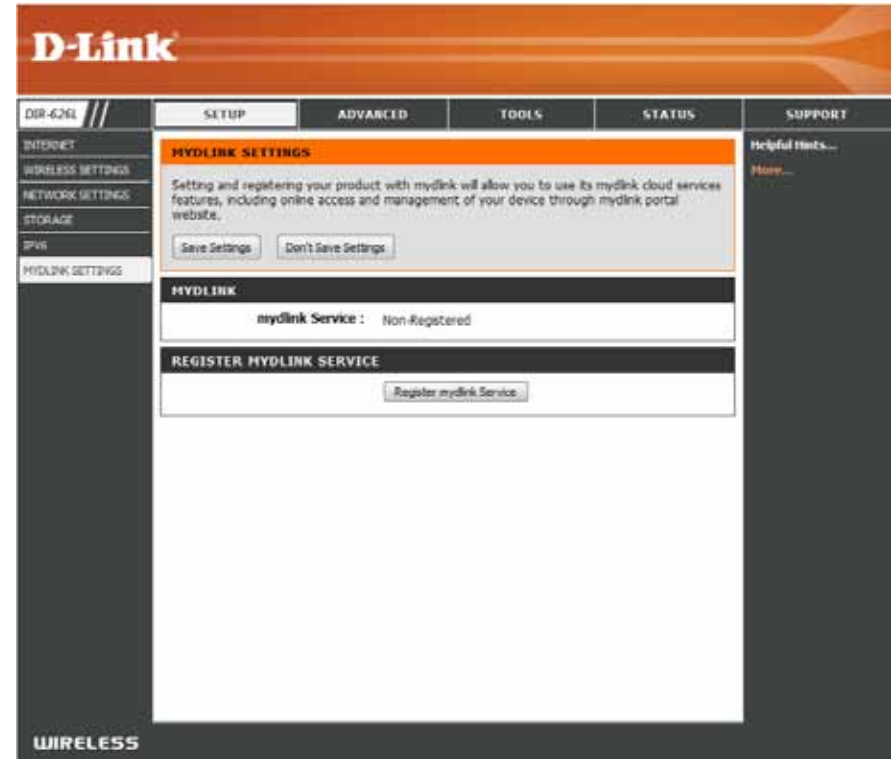 D-Link
DIR-626L
SETUP
ADVANCED
TOOLS
STATUS
SUPPORT
INTERNET
WIRELESS SETTINGS
NETWORK SETTINGS
STORAGE
IPV6
MYDLINK SETTINGS
MYDLINK SETTINGS
Setting and registering your product with mydlink will allow you to use its mydlink cloud services
features, including online access and management of your device through mydlink portal
website.
Save Settings
Don't Save Settings
MYDLINK
mydlink Service : Non-Registered
REGISTER MYDLINK SERVICE
Register mydlink Service
Helpful Hints...
More...
WIRELESS